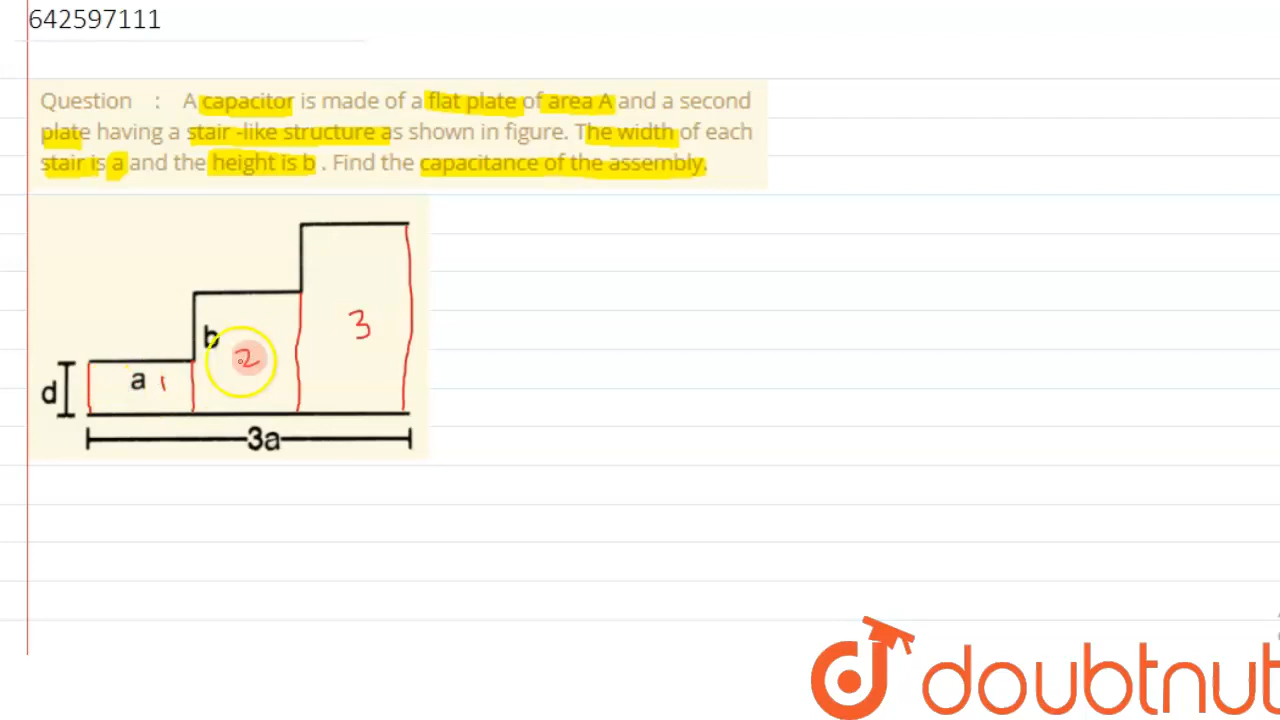 642597111
Question : A capacitor is made of a flat plate of area A and a second
plate having a stair -like structure as shown in figure. The width of each
stair is a and the height is b . Find the capacitance of the assembly.
b
2
3
d
a 1
3a
doubtnut